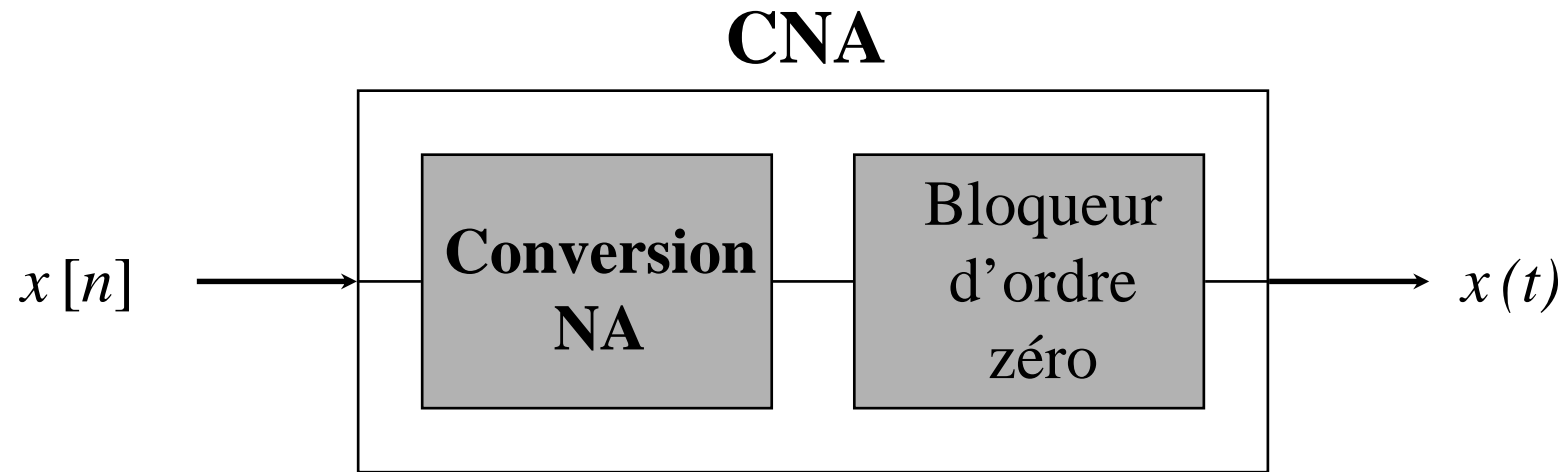 CNA
x [n]
Conversion
NA
Bloqueur
d’ordre
zéro
x (t)